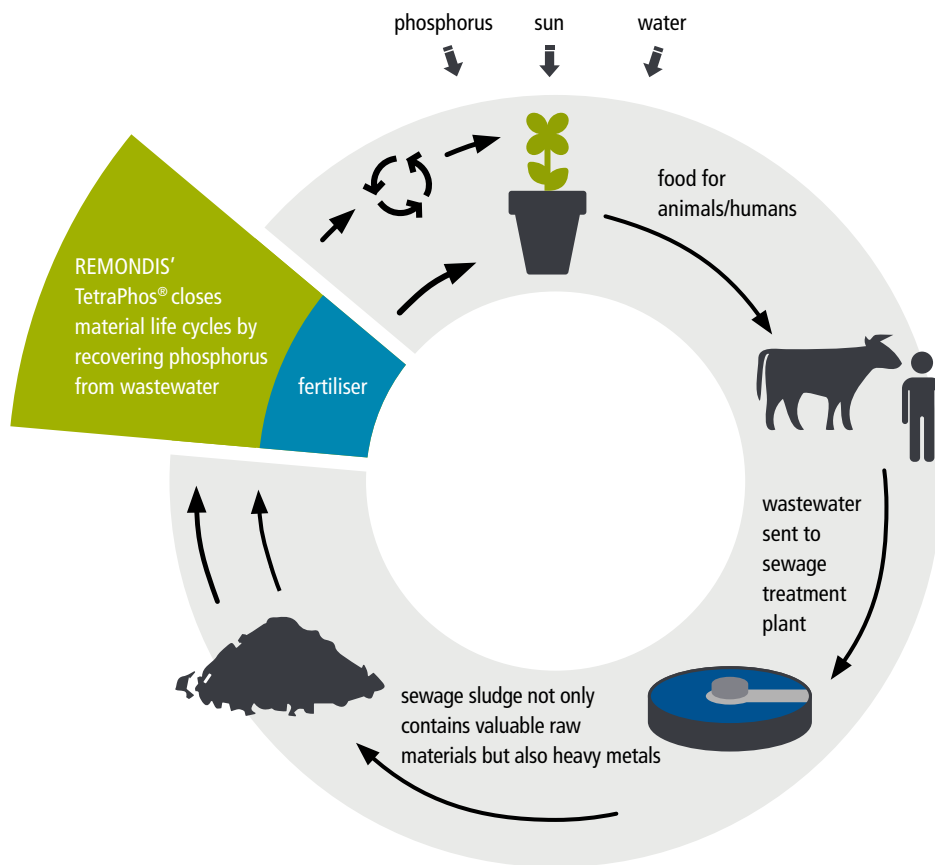 phosphorus
sun
water
food for
animals/humans
REMONDIS’
TetraPhos® closes
material life cycles by
recovering phosphorus
from wastewater
fertiliser
wastewater
sent to
sewage
treatment
plant
sewage sludge not only
contains valuable raw
materials but also heavy metals